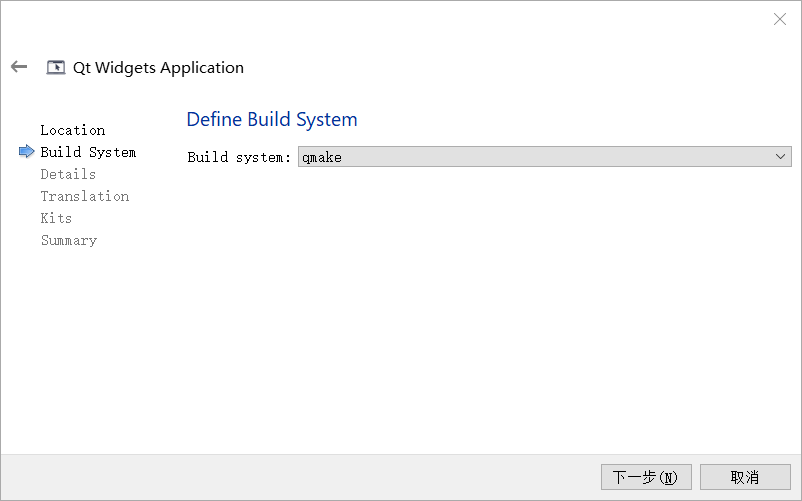 Qt Widgets Application
Location
Build System
Details
Translation
Kits
Summary
Define Build System
Build system: qmake
下一步(N)
取消